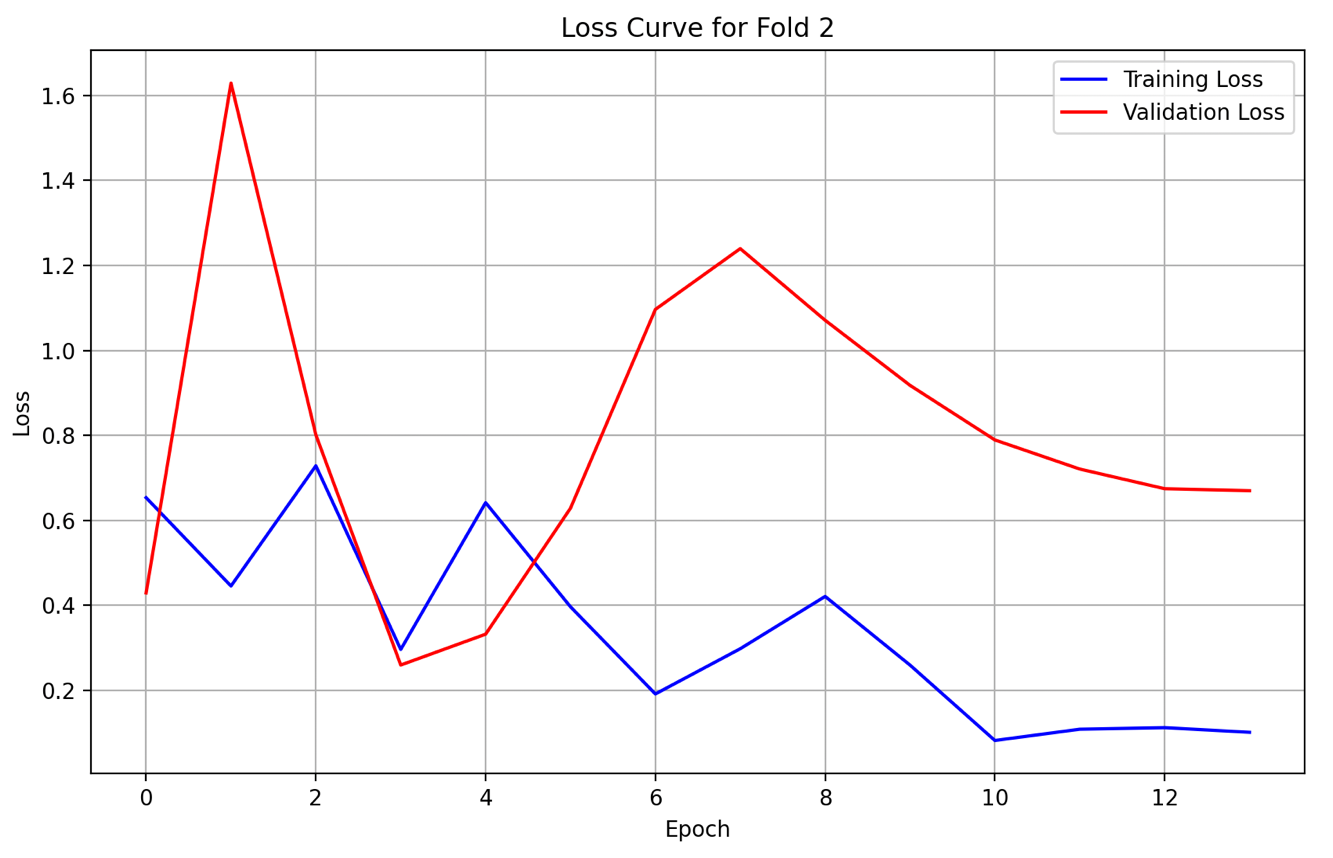 Loss Curve for Fold 2
Training Loss
Validation Loss
1.6
1.4
1.2
1.0
0.8
0.6
0.4
0.2
Loss
0 2 4 6 8 10 12
Epoch